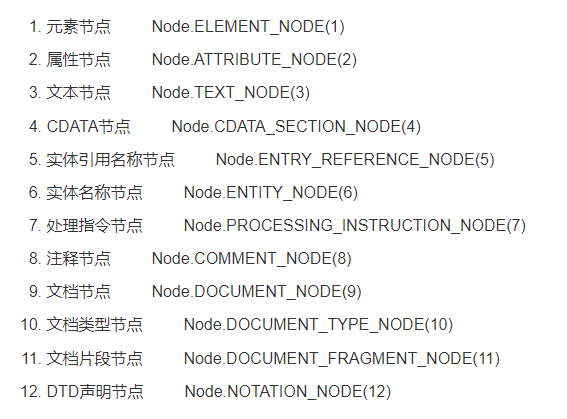 1. 元素节点 Node.ELEMENT_NODE(1)
2. 属性节点 Node.ATTRIBUTE_NODE(2)
3. 文本节点 Node.TEXT_NODE(3)
4. CDATA节点 Node.CDATA_SECTION_NODE(4)
5. 实体引用名称节点 Node.ENTRY_REFERENCE_NODE(5)
6. 实体名称节点 Node.ENTITY_NODE(6)
7. 处理指令节点 Node.PROCESSING_INSTRUCTION_NODE(7)
8. 注释节点 Node.COMMENT_NODE(8)
9. 文档节点 Node.DOCUMENT_NODE(9)
10. 文档类型节点 Node.DOCUMENT_TYPE_NODE(10)
11. 文档片段节点 Node.DOCUMENT_FRAGMENT_NODE(11)
12. DTD声明节点 Node.NOTATION_NODE(12)